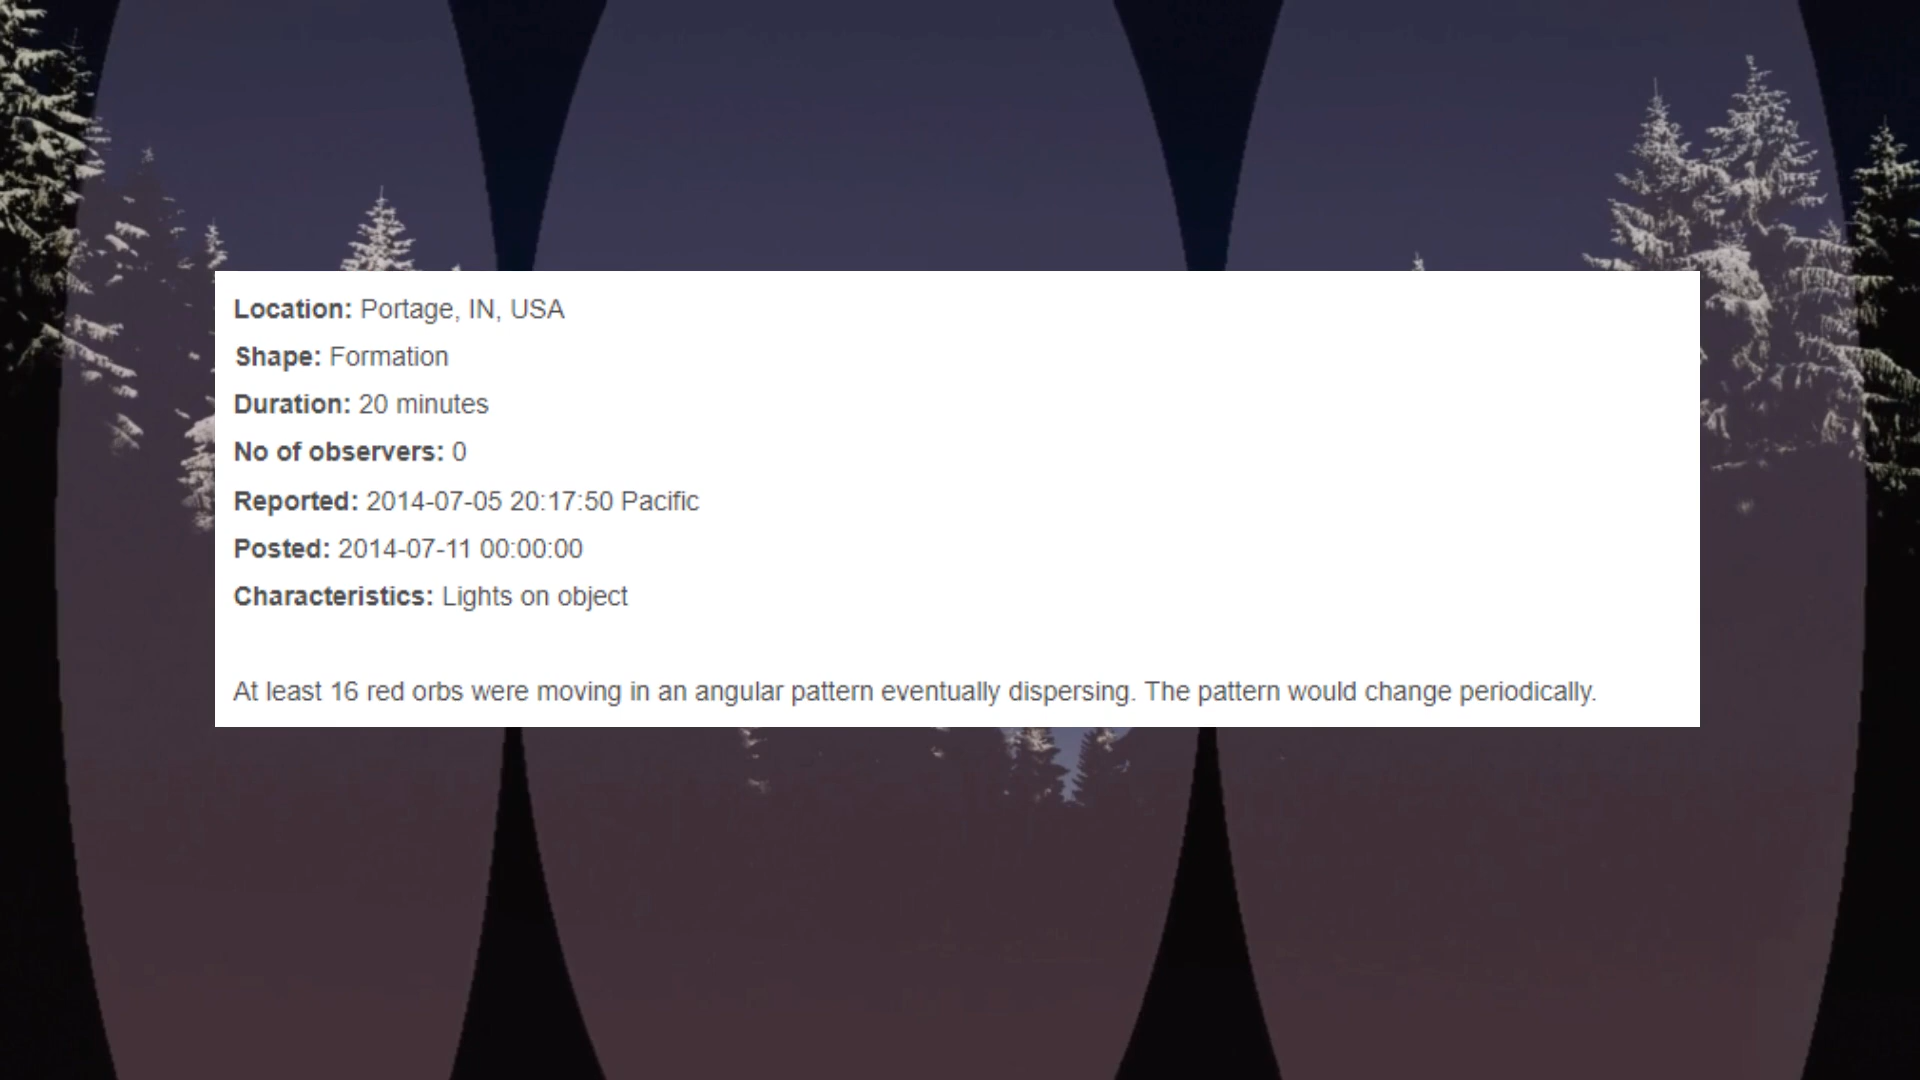 Location: Portage, IN, USA
Shape: Formation
Duration: 20 minutes
No of observers: 0
Reported: 2014-07-05 20:17:50 Pacific
Posted: 2014-07-11 00:00:00
Characteristics: Lights on object
At least 16 red orbs were moving in an angular pattern eventually dispersing. The pattern would change periodically.